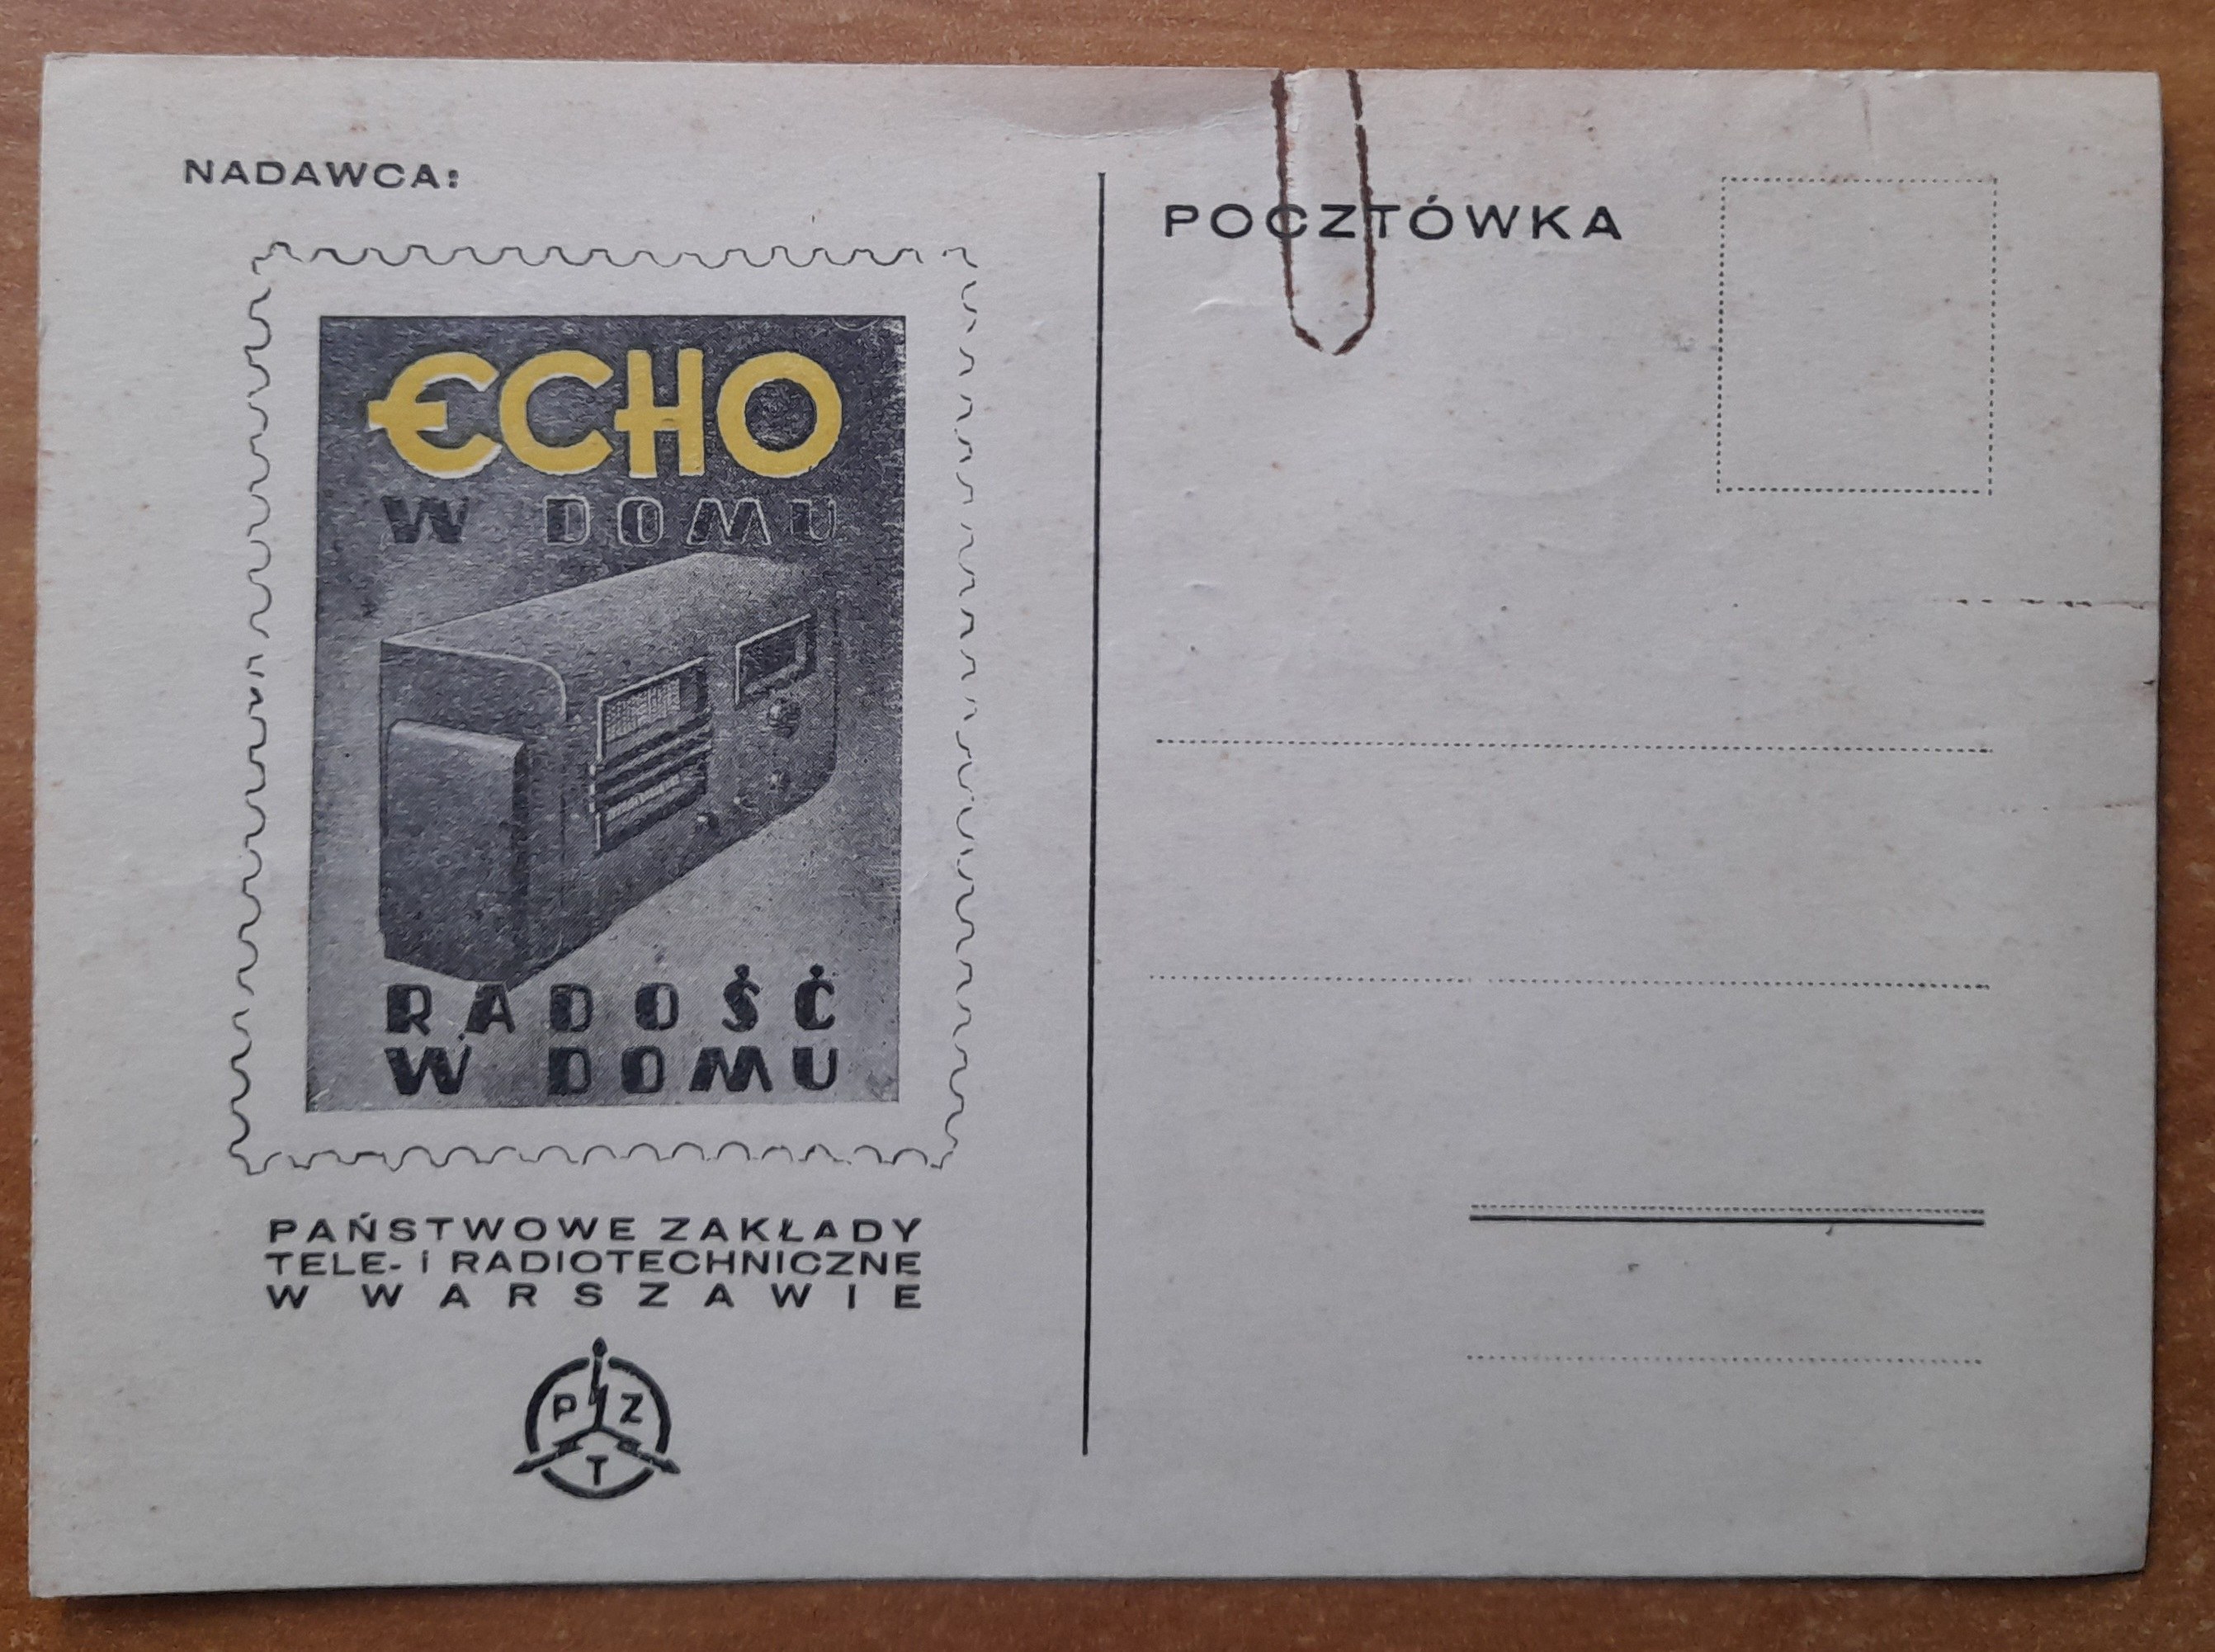 NADAWCA:
ECHO
W DOMU
RADOŚĆ
W DOMU
PAŃSTWOWE ZAKŁADY
TELE- i RADIOTECHNICZNE
W WARSZAWIE
P Z
T
POCZTÓWKA